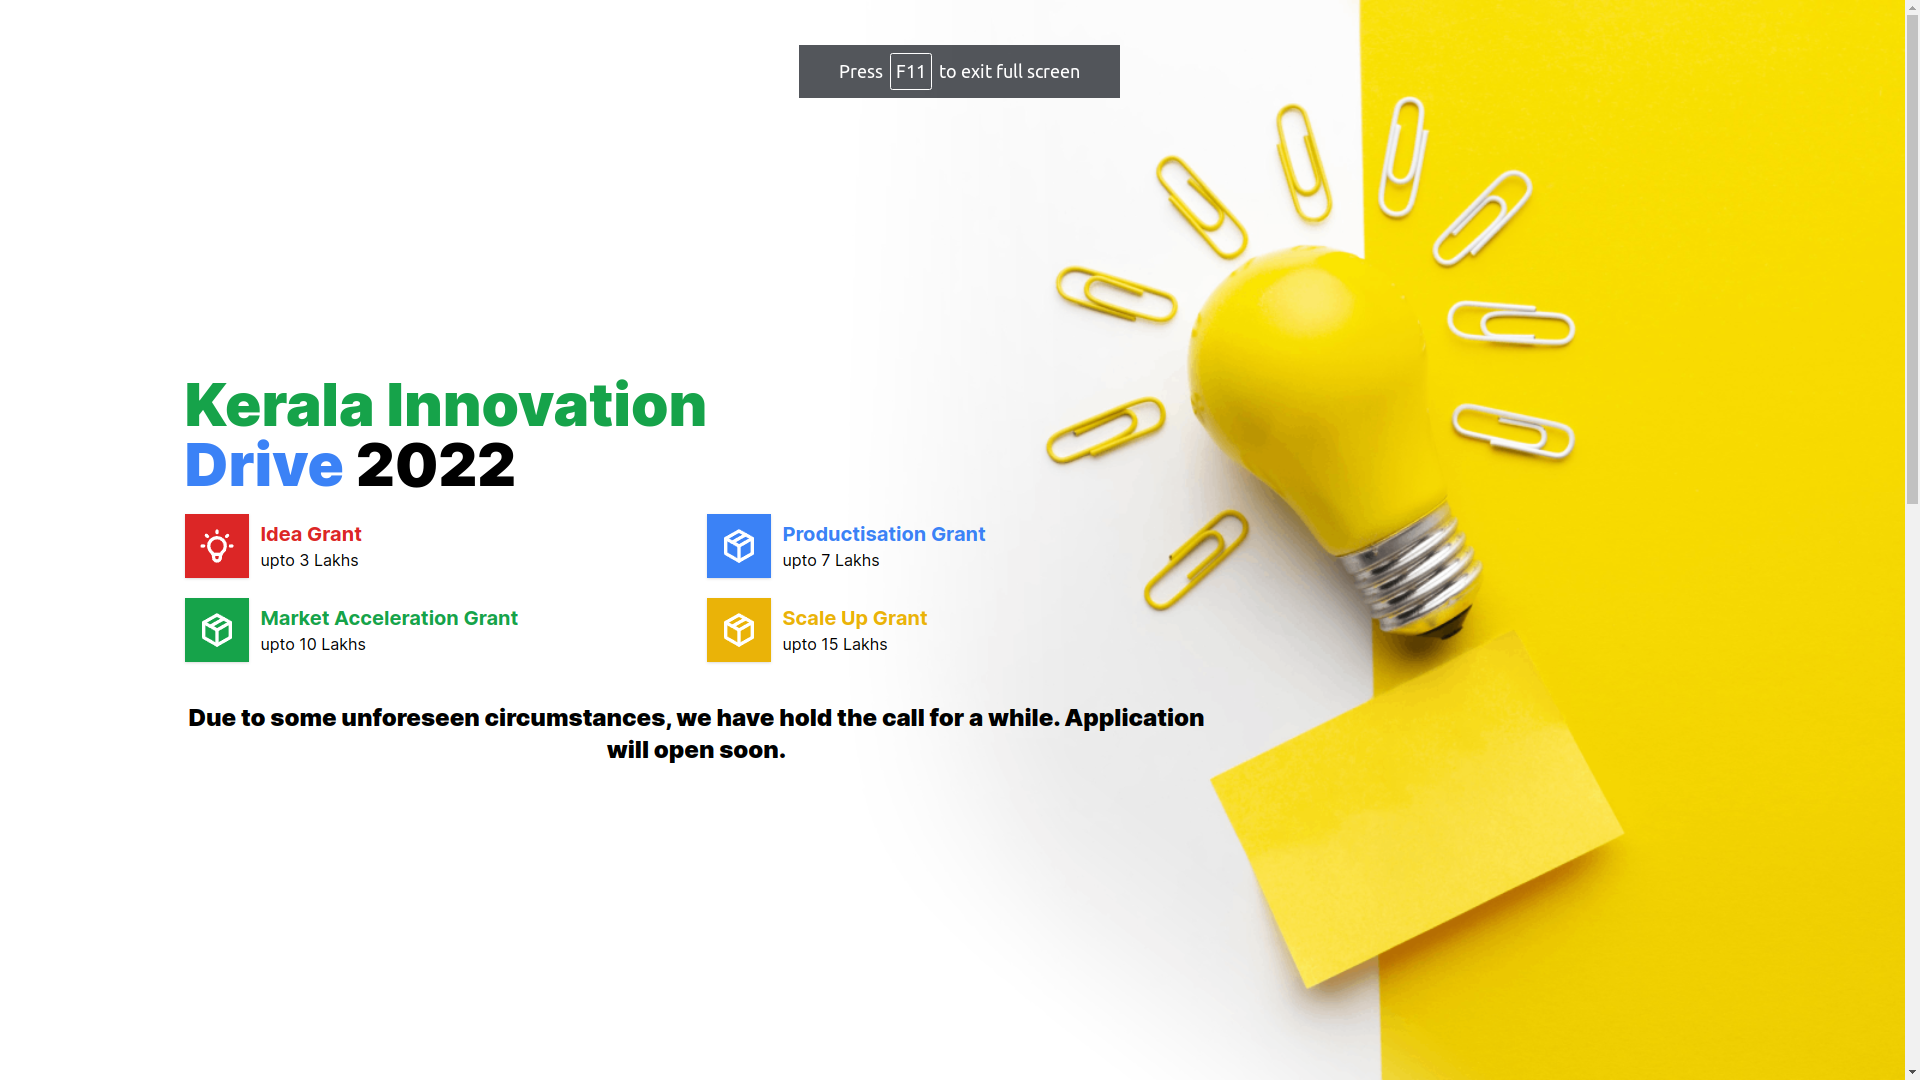 Press F11 to exit full screen
Kerala Innovation
Drive 2022
Idea Grant
upto 3 Lakhs
Productisation Grant
upto 7 Lakhs
Market Acceleration Grant
upto 10 Lakhs
Scale Up Grant
upto 15 Lakhs
Due to some unforeseen circumstances, we have hold the call for a while. Application
will open soon.